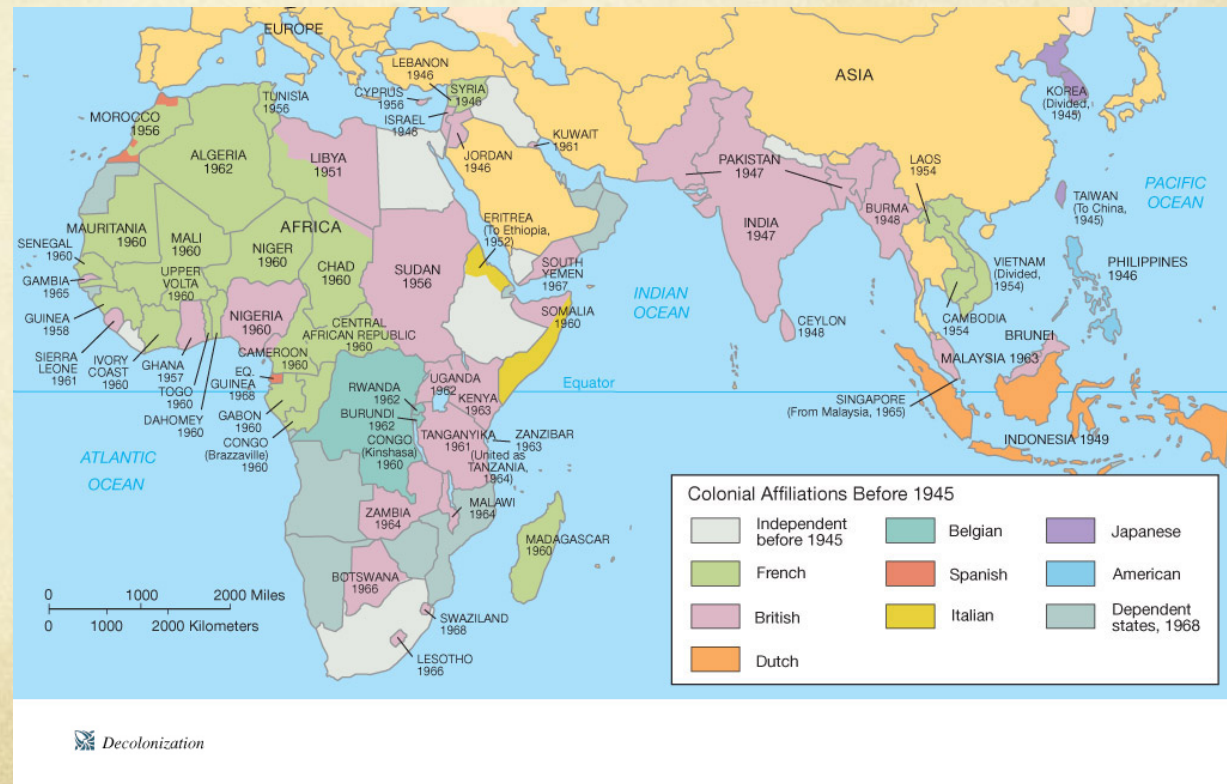 EUROPE
ASIA
LEBANON
1946
CYPRUS
1956
SYRIA
1946
ISRAEL
1948
TUNISIA
1956
MOROCCO
1956
ALGERIA
1962
LIBYA
1951
JORDAN
1946
KUWAIT
1961
KOREA
(Divided,
1945)
PAKISTAN
1947
LAOS
1954
TAIWAN
(To China,
1945)
PACIFIC
OCEAN
INDIA
1947
BURMA
1948
MAURITANIA
1960
MALI
1960
NIGER
1960
AFRICA
CHAD
1960
ERITREA
(To Ethiopia,
1952)
SENEGAL
1960
UPPER
VOLTA
1960
SUDAN
1956
SOUTH
YEMEN
1967
VIETNAM
(Divided,
1954)
PHILIPPINES
1946
GAMBIA
1965
GUINEA
1958
NIGERIA
1960
SOMALIA
1960
INDIAN
OCEAN
CEYLON
1948
CAMBODIA
1954
BRUNEI
SIERRA
LEONE
1961
IVORY
COAST
1960
GHANA
1957
TOGO
1960
DAHOMEY
1960
CENTRAL
AFRICAN REPUBLIC
1960
CAMEROON
1960
EQ.
GUINEA
1968
GABON
1960
CONGO
(Brazzaville)
1960
MALAYSIA 1963
Equator
SINGAPORE
(From Malaysia, 1965)
INDONESIA 1949
RWANDA
1962
BURUNDI
1962
CONGO
(Kinshasa)
1960
UGANDA
1962
KENYA
1963
TANGANYIKA
1961
(United as
TANZANIA,
1964)
ZANZIBAR
1963
ATLANTIC
OCEAN
ZAMBIA
1964
MALAWI
1964
MADAGASCAR
1960
BOTSWANA
1966
SWAZILAND
1968
LESOTHO
1966
0 1000 2000 Miles
0 1000 2000 Kilometers
Colonial Affiliations Before 1945
Independent
before 1945
French
British
Dutch
Belgian
Spanish
Italian
Japanese
American
Dependent
states, 1968
Decolonization